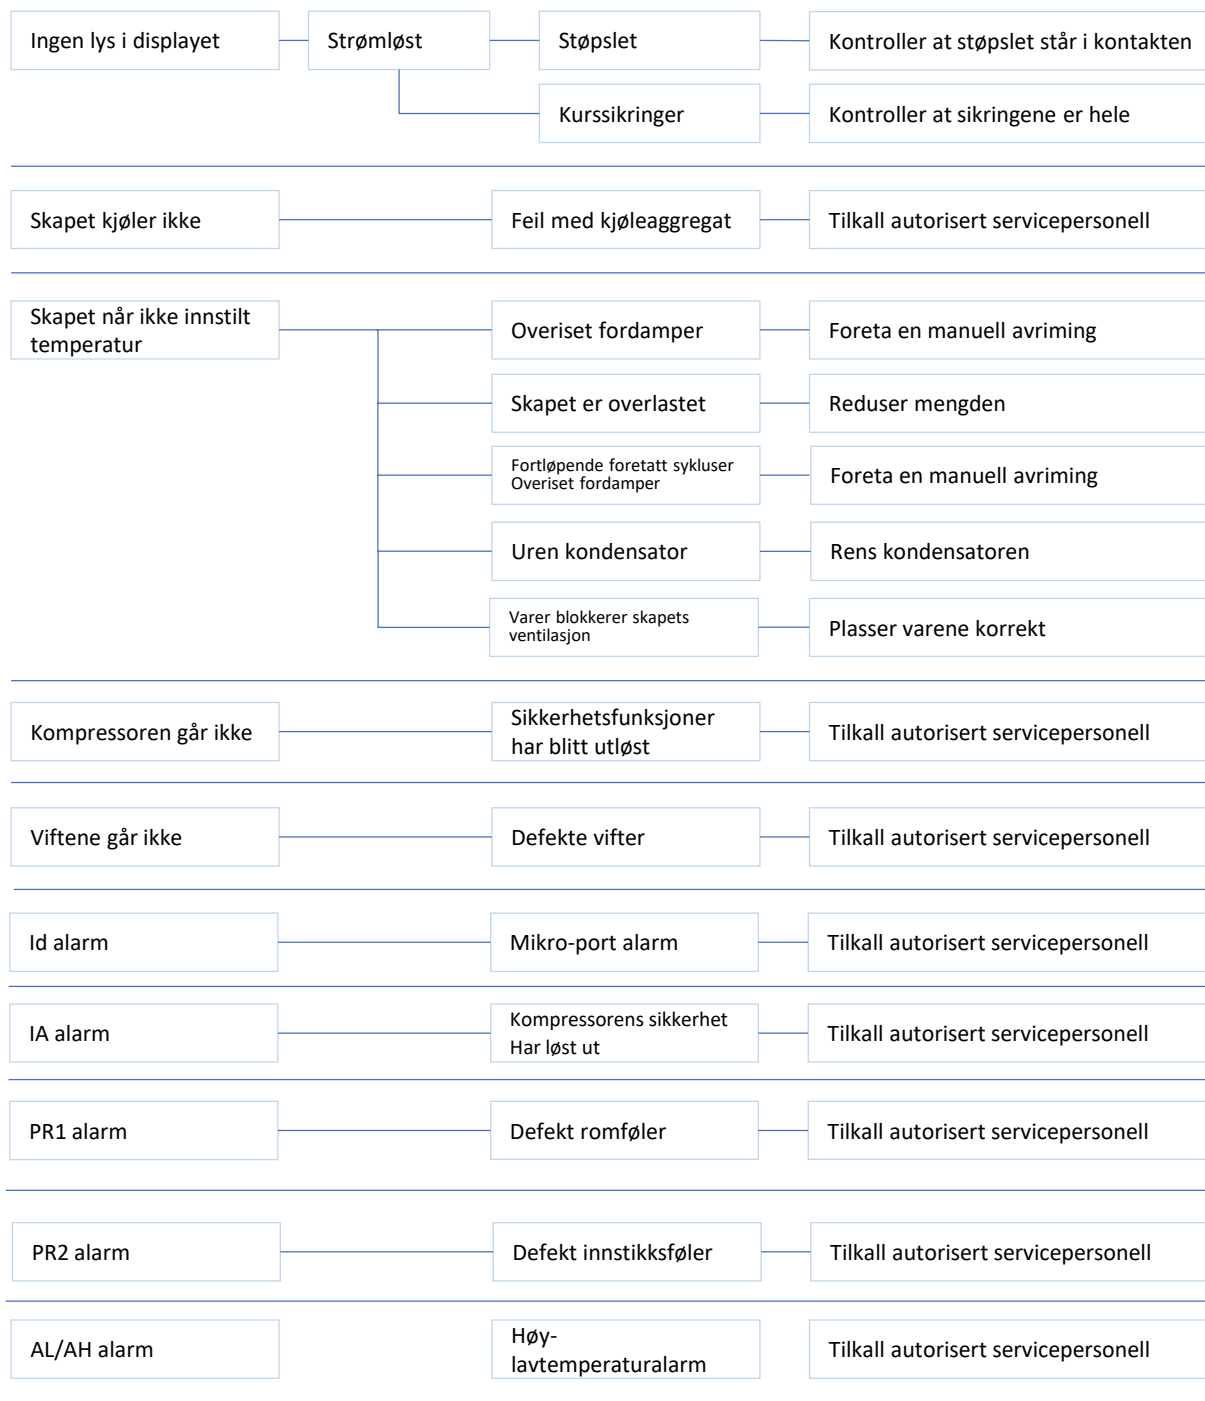 Ingen lys i displayet
Strømløst
Støpslet
Kontroller at støpslet står i kontakten
Kurssikringer
Kontroller at sikringene er hele
Skapet kjøler ikke
Feil med kjøleaggregat
Tilkall autorisert servicepersonell
Skapet når ikke innstilt
temperatur
Overiset fordamper
Foreta en manuell avriming
Skapet er overlastet
Reduser mengden
Fortløpende foretatt sykluser
Overiset fordamper
Foreta en manuell avriming
Uren kondensator
Rens kondensatoren
Varer blokkerer skapets
ventilasjon
Plasser varene korrekt
Kompressoren går ikke
Sikkerhetsfunksjoner
har blitt utløst
Tilkall autorisert servicepersonell
Viftene går ikke
Defekte vifter
Tilkall autorisert servicepersonell
Id alarm
Mikro-port alarm
Tilkall autorisert servicepersonell
IA alarm
Kompressorens sikkerhet
Har løst ut
Tilkall autorisert servicepersonell
PR1 alarm
Defekt romføler
Tilkall autorisert servicepersonell
PR2 alarm
Defekt innstikksføler
Tilkall autorisert servicepersonell
AL/AH alarm
Høy-
lavtemperaturalarm
Tilkall autorisert servicepersonell